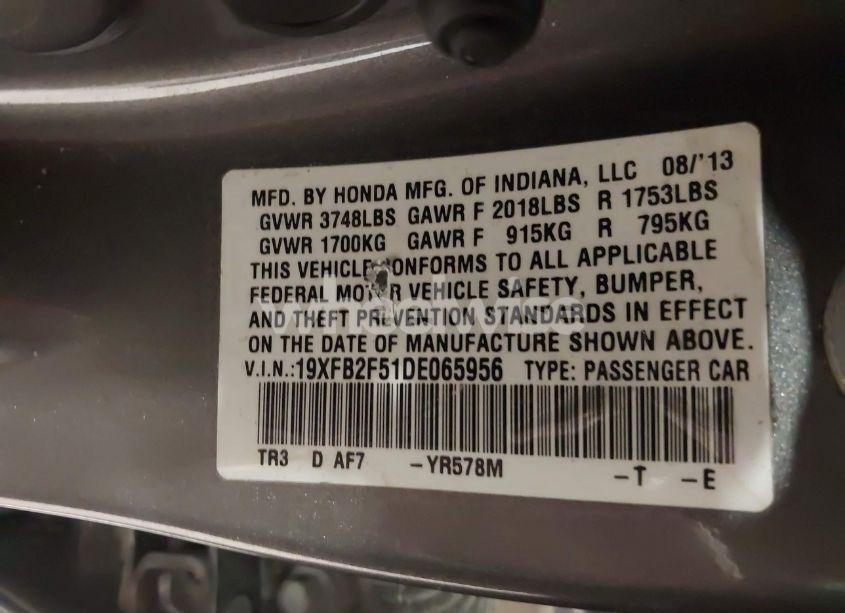 MFD. BY HONDA MFG. OF INDIANA, LLC 08/'13
GVWR 3748LBS GAWR F 2018LBS R 1753LBS
GVWR 1700KG GAWR F 915KG R 795KG
THIS VEHICLE CONFORMS TO ALL APPLICABLE
FEDERAL MOTOR VEHICLE SAFETY, BUMPER,
AND THEFT PREVENTION STANDARDS IN EFFECT
ON THE DATE OF MANUFACTURE SHOWN ABOVE.
V.I.N.:19XFB2F51DE065956 TYPE: PASSENGER CAR
TR3 D AF7 -YR578M -T -E
wheelwise